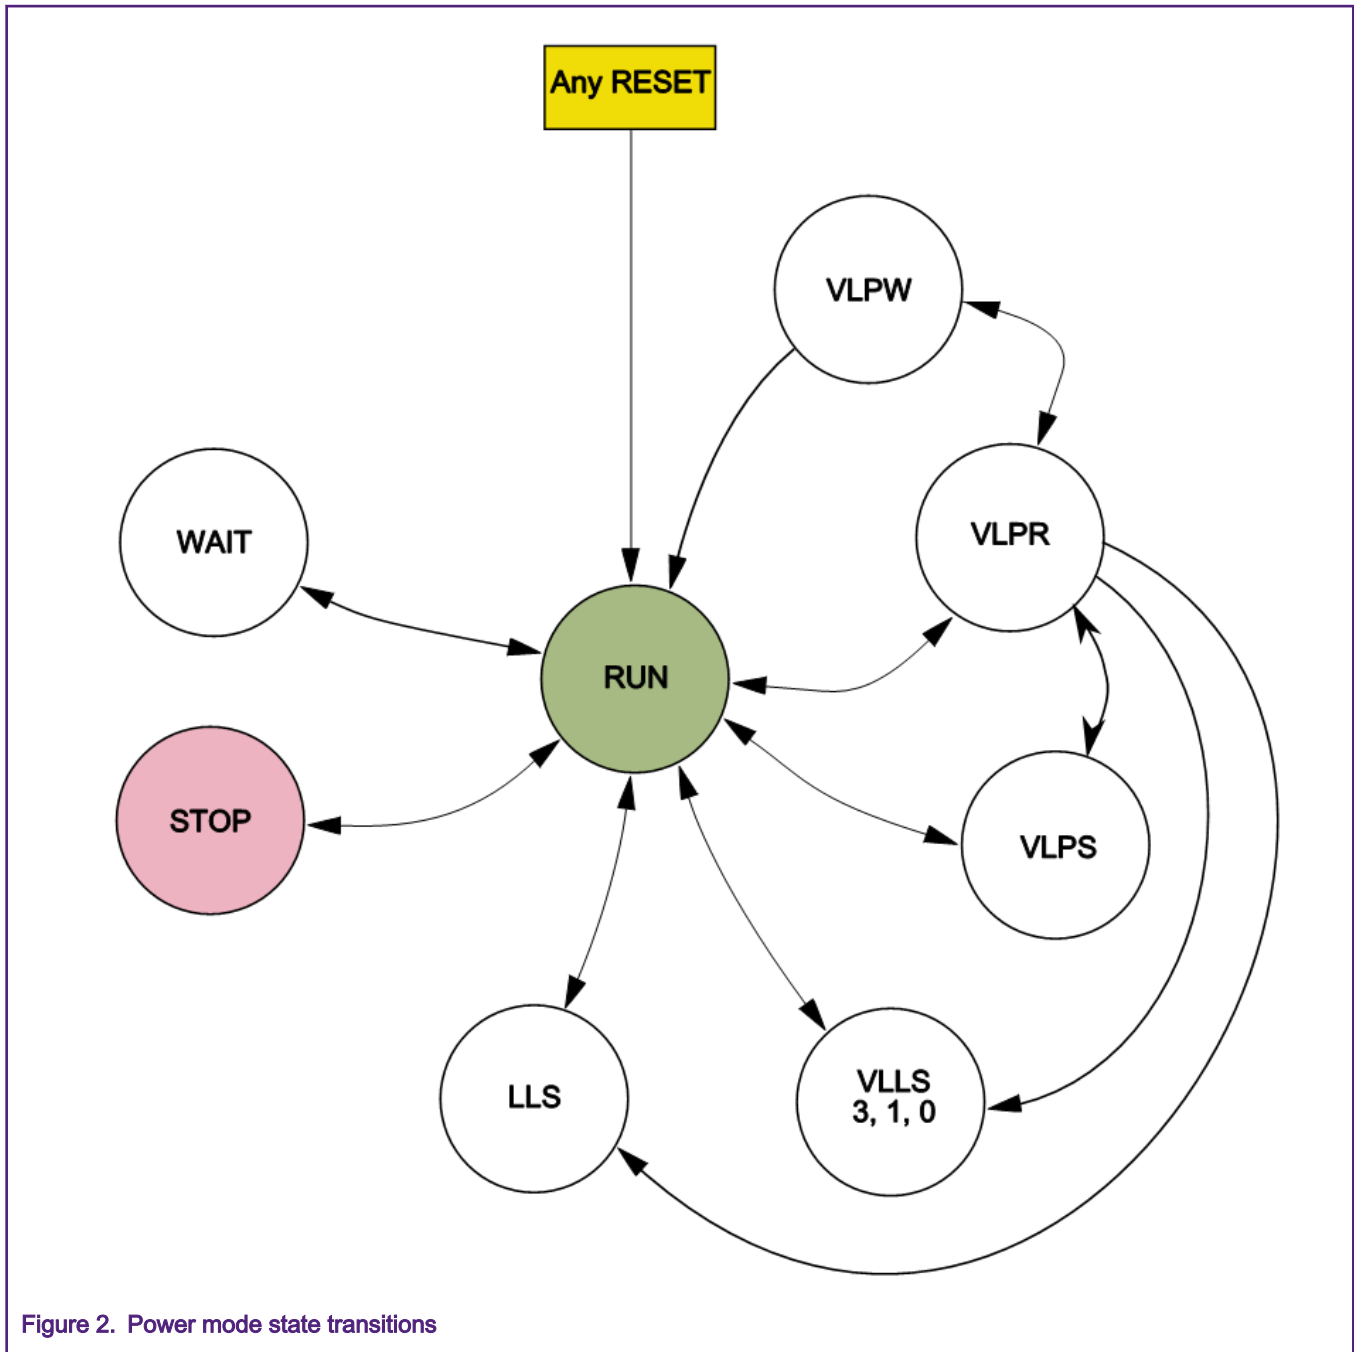 Any RESET
VLPW
VLPR
WAIT
RUN
STOP
VLPS
LLS
VLLS
3, 1, 0
Figure 2. Power mode state transitions